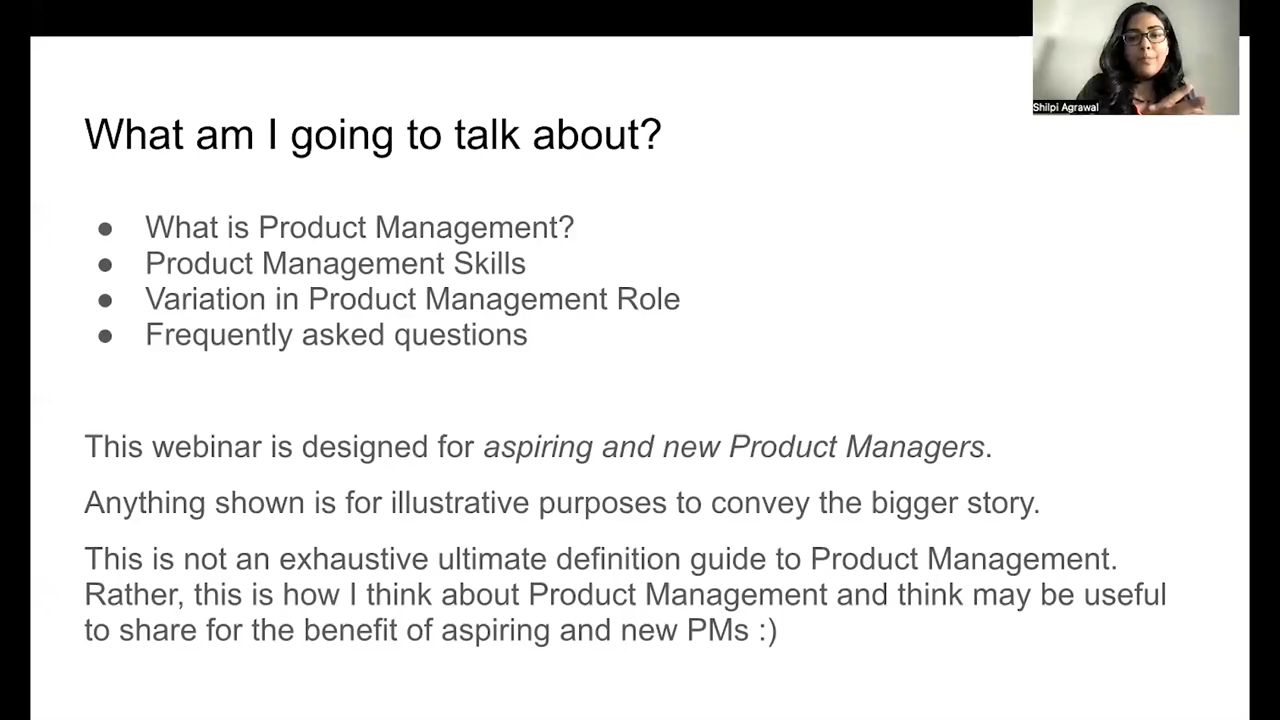 Shilpi Agrawal
What am I going to talk about?
● What is Product Management?
● Product Management Skills
● Variation in Product Management Role
● Frequently asked questions
This webinar is designed for aspiring and new Product Managers.
Anything shown is for illustrative purposes to convey the bigger story.
This is not an exhaustive ultimate definition guide to Product Management.
Rather, this is how I think about Product Management and think may be useful
to share for the benefit of aspiring and new PMs :)